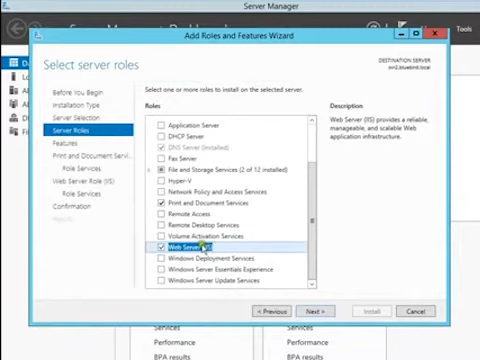 Server Manager
Tools
Add Roles and Features Wizard
Select server roles
DESTINATION SERVER
Before You Begin
Installation Type
Server Selection
Server Roles
Features
Print and Document Servi...
Role Services
Web Server Role (IIS)
Role Services
Confirmation
Results
Select one or more roles to install on the selected server.
Roles
Application Server
DHCP Server
DNS Server (Installed)
Fax Server
File and Storage Services (2 of 12 installed)
Hyper-V
Network Policy and Access Services
Print and Document Services
Remote Access
Remote Desktop Services
Volume Activation Services
Web Server
Windows Deployment Services
Windows Server Essentials Experience
Windows Server Update Services
Description
Web Server (IIS) provides a reliable,
manageable, and scalable Web
application infrastructure.
< Previous
Next >
Install
Cancel
Services
Services
Performance
Performance
BPA results
BPA results